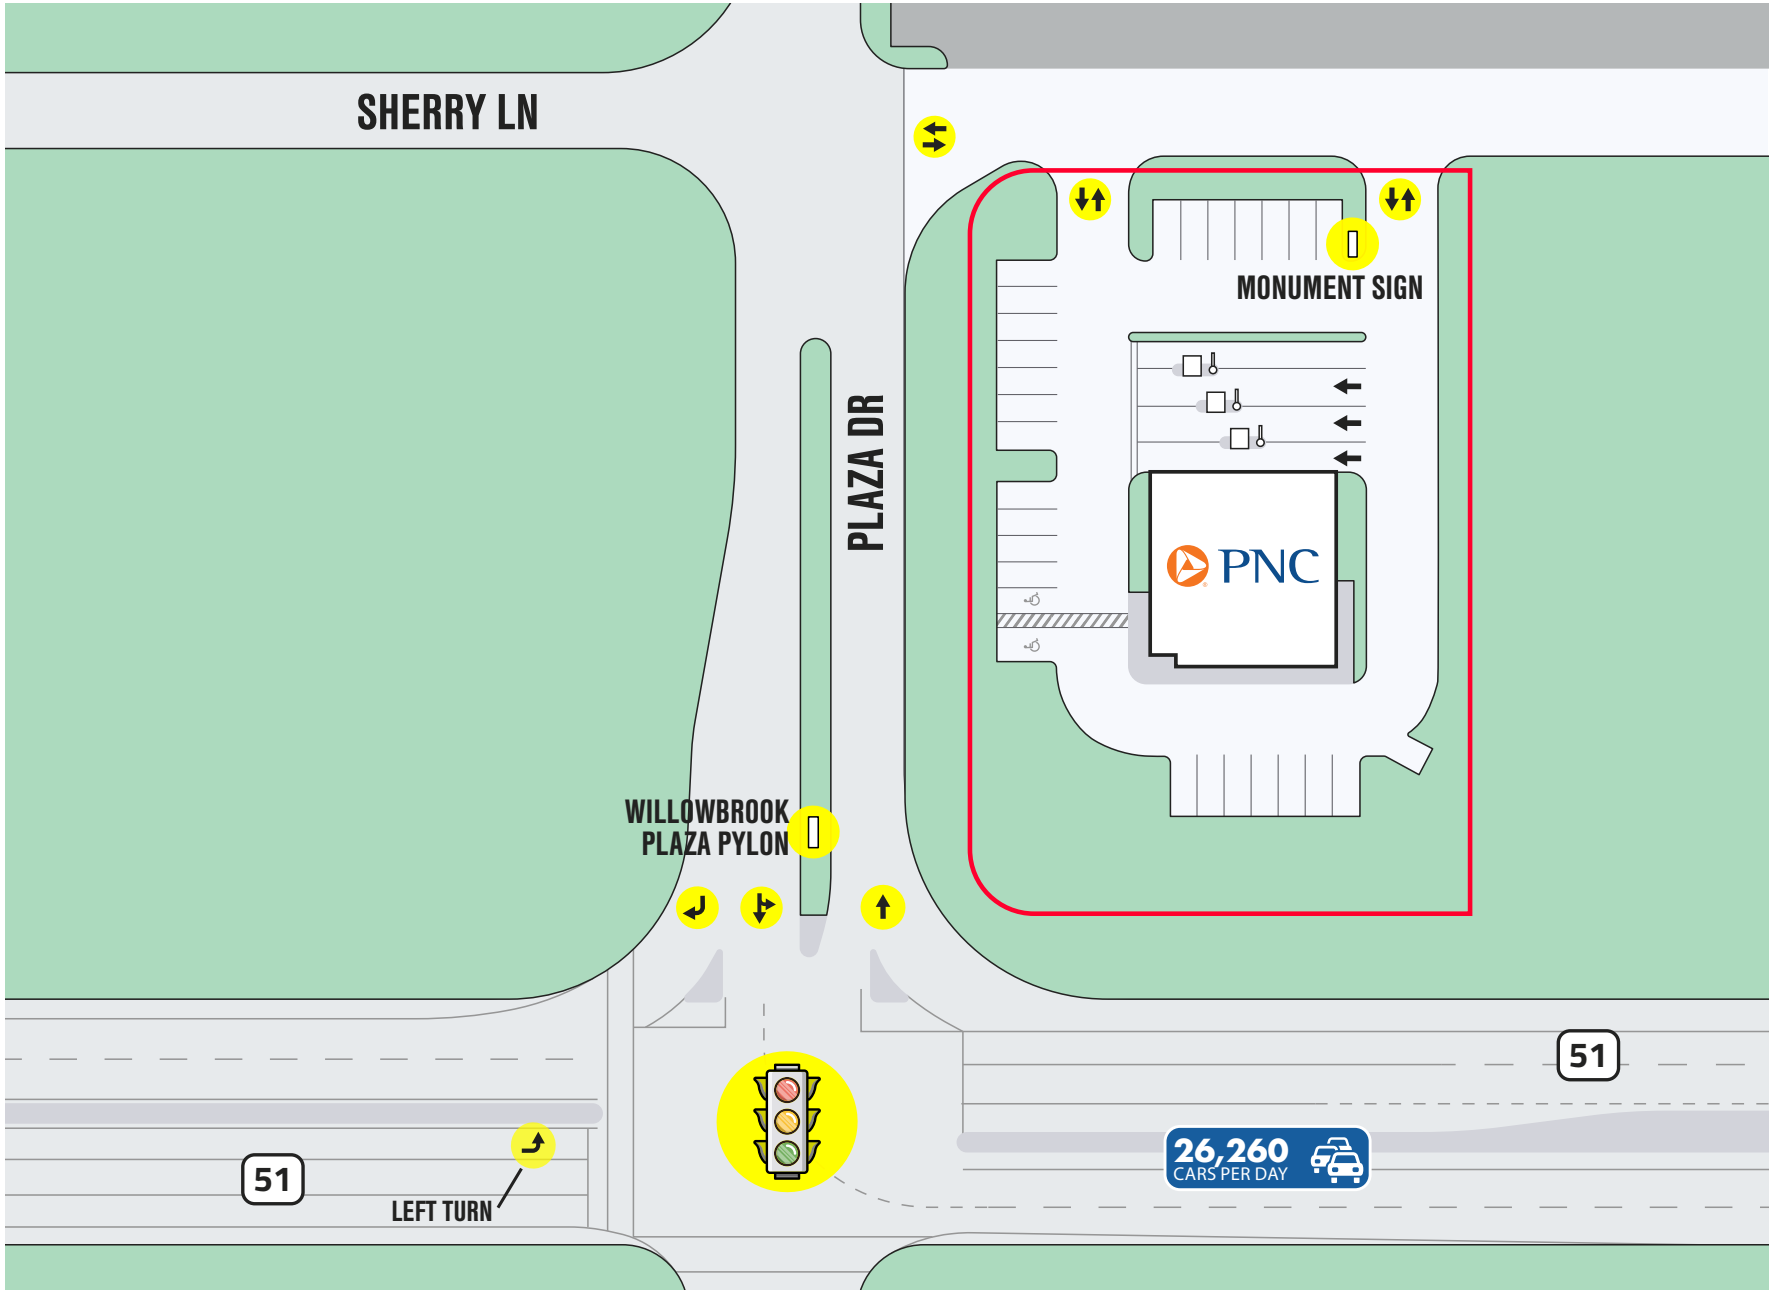 SHERRY LN
MONUMENT SIGN
PLAZA DR
PNC
WILLOWBROOK
PLAZA PYLON
51
26,260
CARS PER DAY
51
LEFT TURN